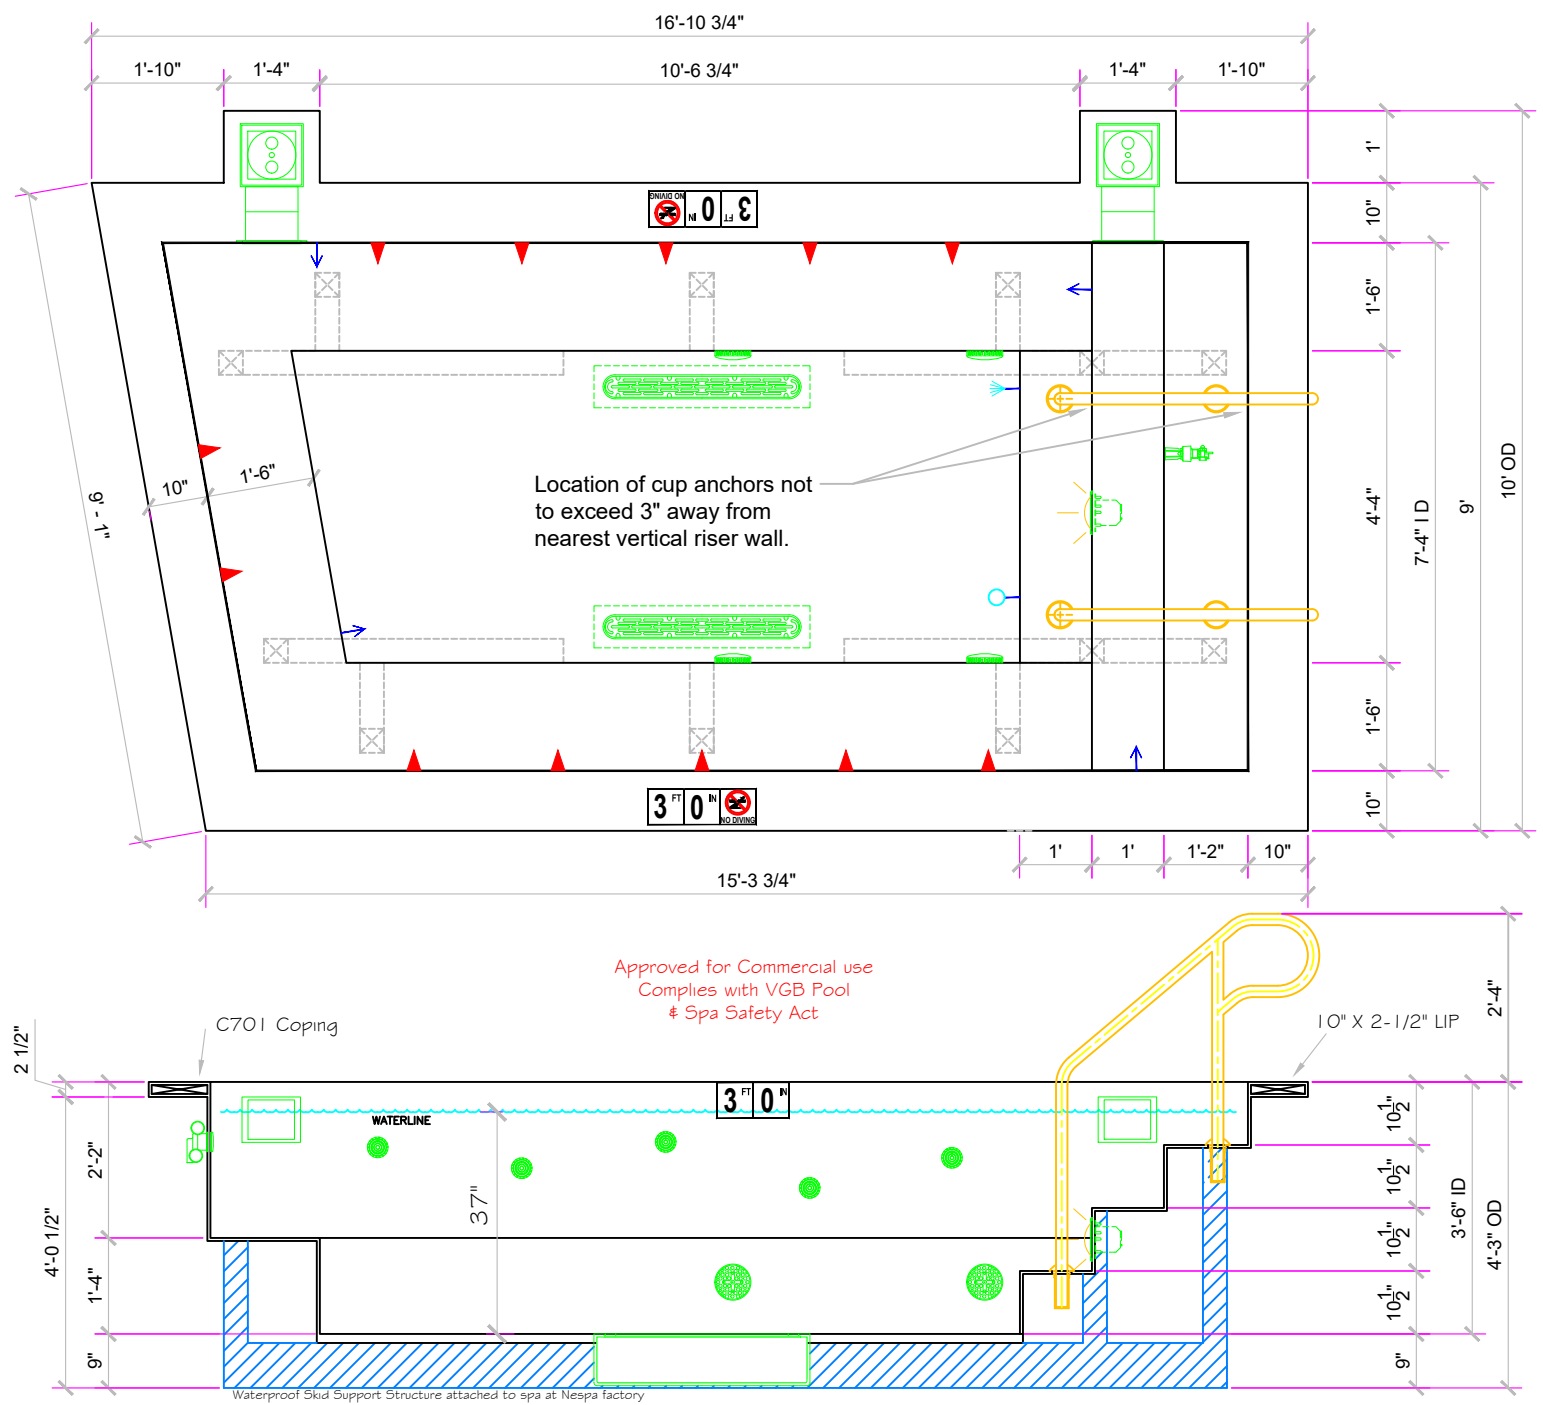 16'-10 3/4"
1'-10"
1'-4"
10'-6 3/4"
1'-4"
1'-10"
1'
10"
1'-6"
4'-4"
1'-6"
10"
7'-4" ID
9'
10' OD
NO DIVING
0 IN
3 FT
9' - 1"
10"
1'-6"
Location of cup anchors not
to exceed 3" away from
nearest vertical riser wall.
3 FT
0 IN
NO DIVING
1'
1'
1'-2"
10"
15'-3 3/4"
Approved for Commercial use
Complies with VGB Pool
& Spa Safety Act
C701 Coping
10" X 2-1/2" LIP
2'-4"
2 1/2"
3 FT
0 IN
WATERLINE
37"
2'-2"
4'-0 1/2"
1'-4"
9"
10 1/2"
10 1/2"
10 1/2"
10 1/2"
9"
3'-6" ID
4'-3" OD
Waterproof Skid Support Structure attached to spa at Nespa factory